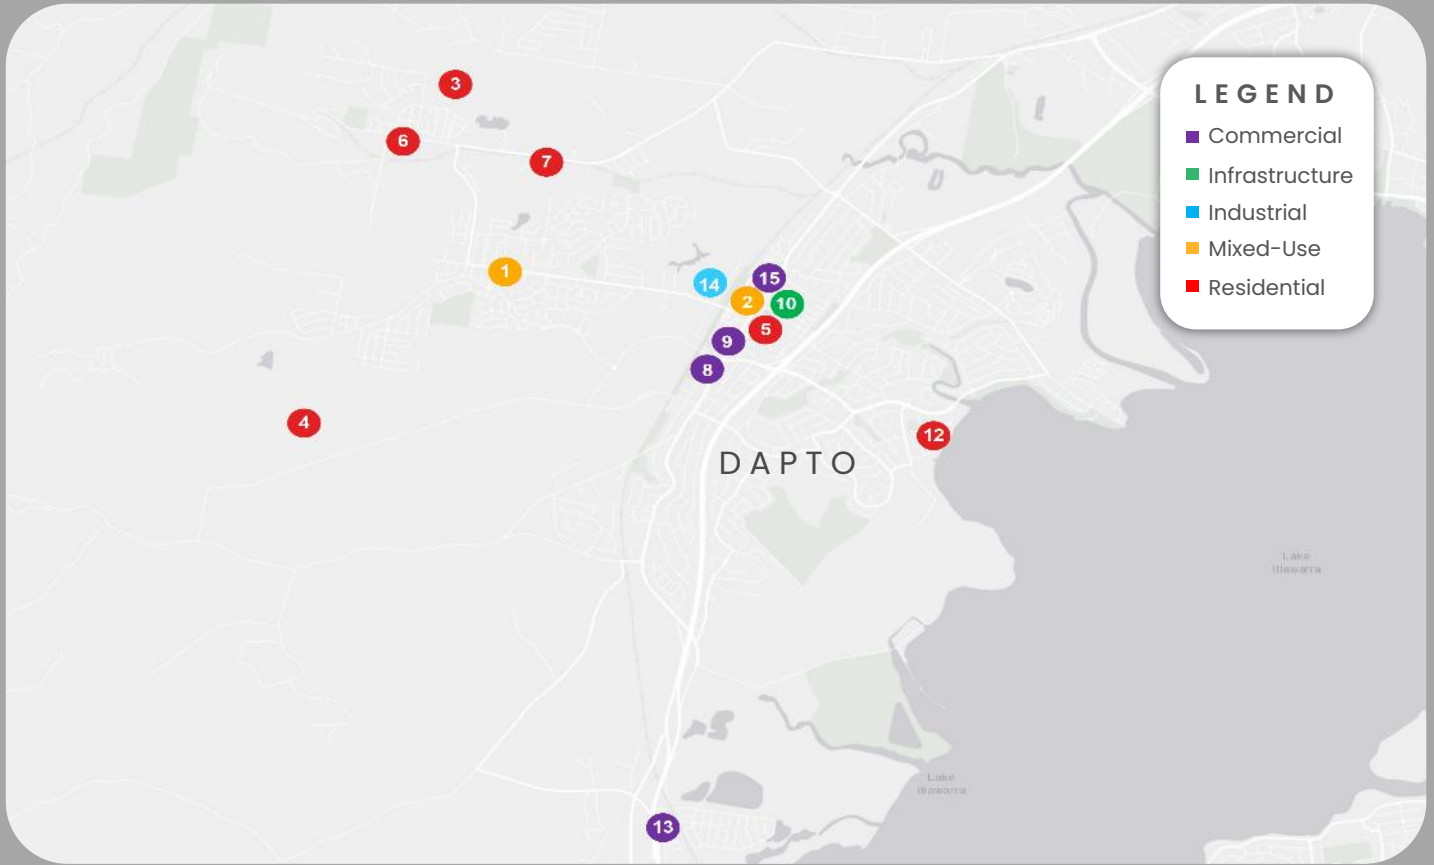 LEGEND
Commercial
Infrastructure
Industrial
Mixed-Use
Residential
3
6
7
1
14
15
2
10
5
9
8
4
12
DAPTO
Lake
Illawarra
Lake
Illawarra
13